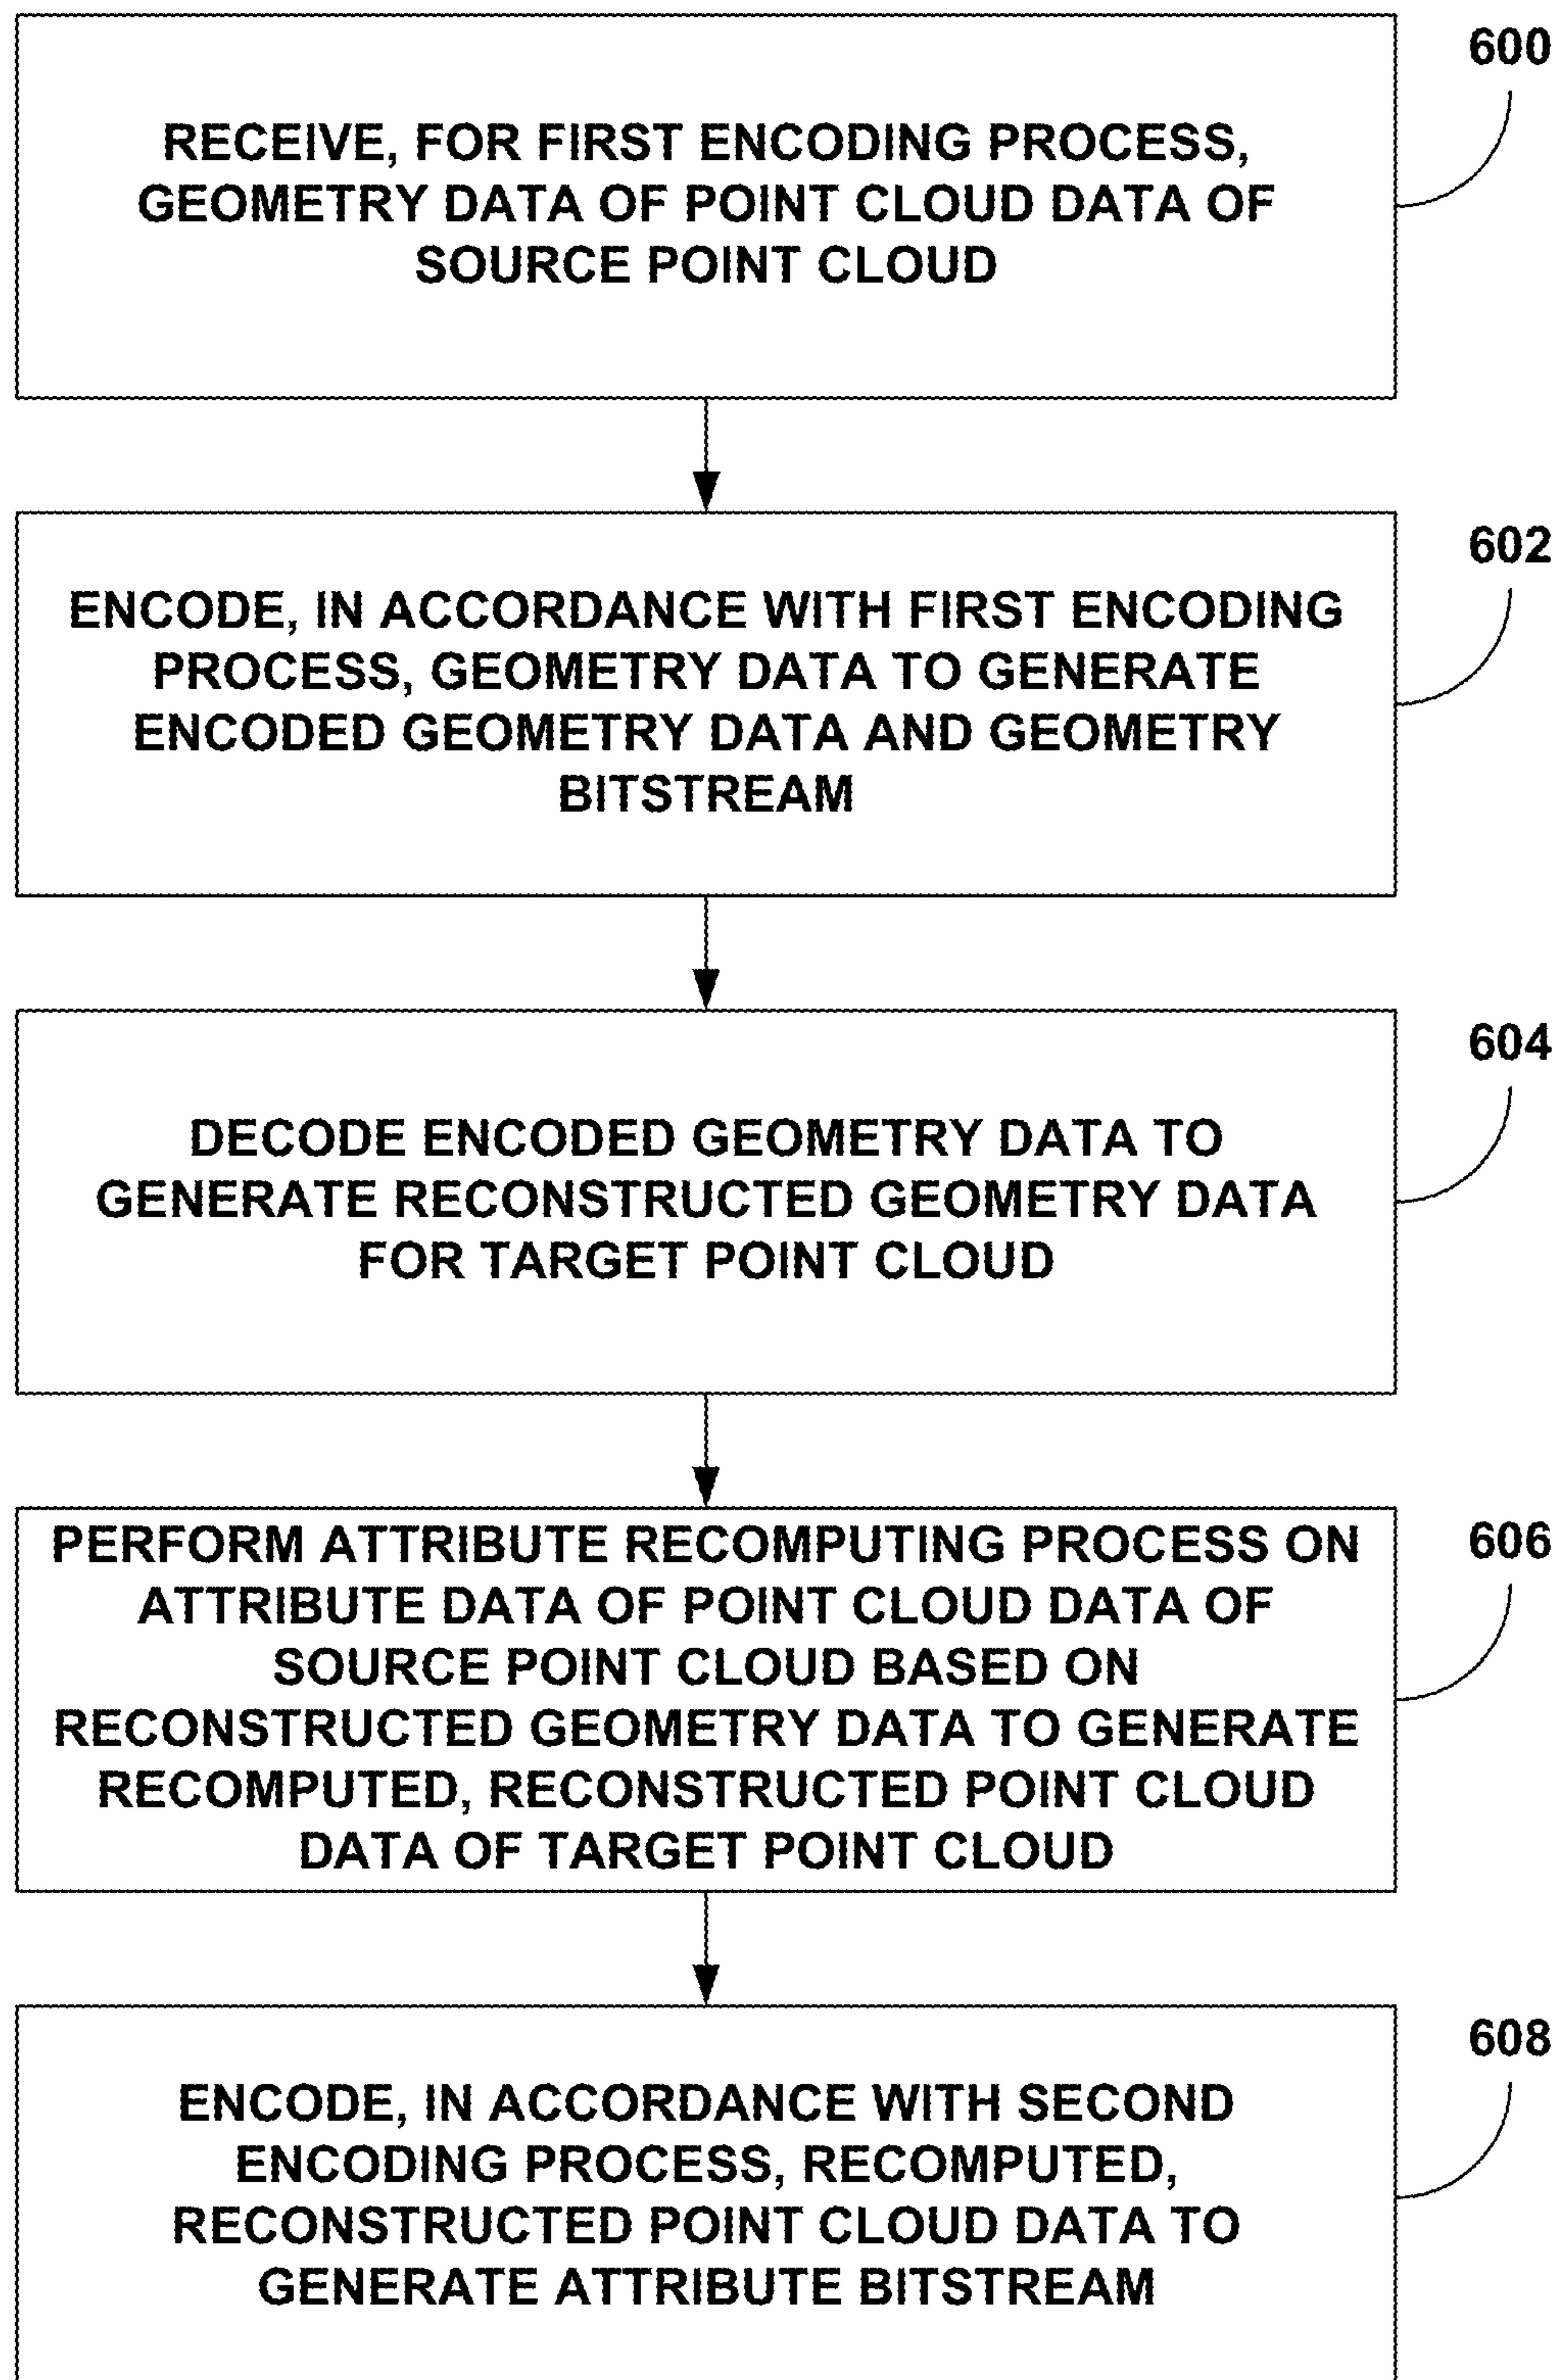 600
RECEIVE, FOR FIRST ENCODING PROCESS,
GEOMETRY DATA OF POINT CLOUD DATA OF
SOURCE POINT CLOUD
602
ENCODE, IN ACCORDANCE WITH FIRST ENCODING
PROCESS, GEOMETRY DATA TO GENERATE
ENCODED GEOMETRY DATA AND GEOMETRY
BITSTREAM
604
DECODE ENCODED GEOMETRY DATA TO
GENERATE RECONSTRUCTED GEOMETRY DATA
FOR TARGET POINT CLOUD
606
PERFORM ATTRIBUTE RECOMPUTING PROCESS ON
ATTRIBUTE DATA OF POINT CLOUD DATA OF
SOURCE POINT CLOUD BASED ON
RECONSTRUCTED GEOMETRY DATA TO GENERATE
RECOMPUTED, RECONSTRUCTED POINT CLOUD
DATA OF TARGET POINT CLOUD
608
ENCODE, IN ACCORDANCE WITH SECOND
ENCODING PROCESS, RECOMPUTED,
RECONSTRUCTED POINT CLOUD DATA TO
GENERATE ATTRIBUTE BITSTREAM